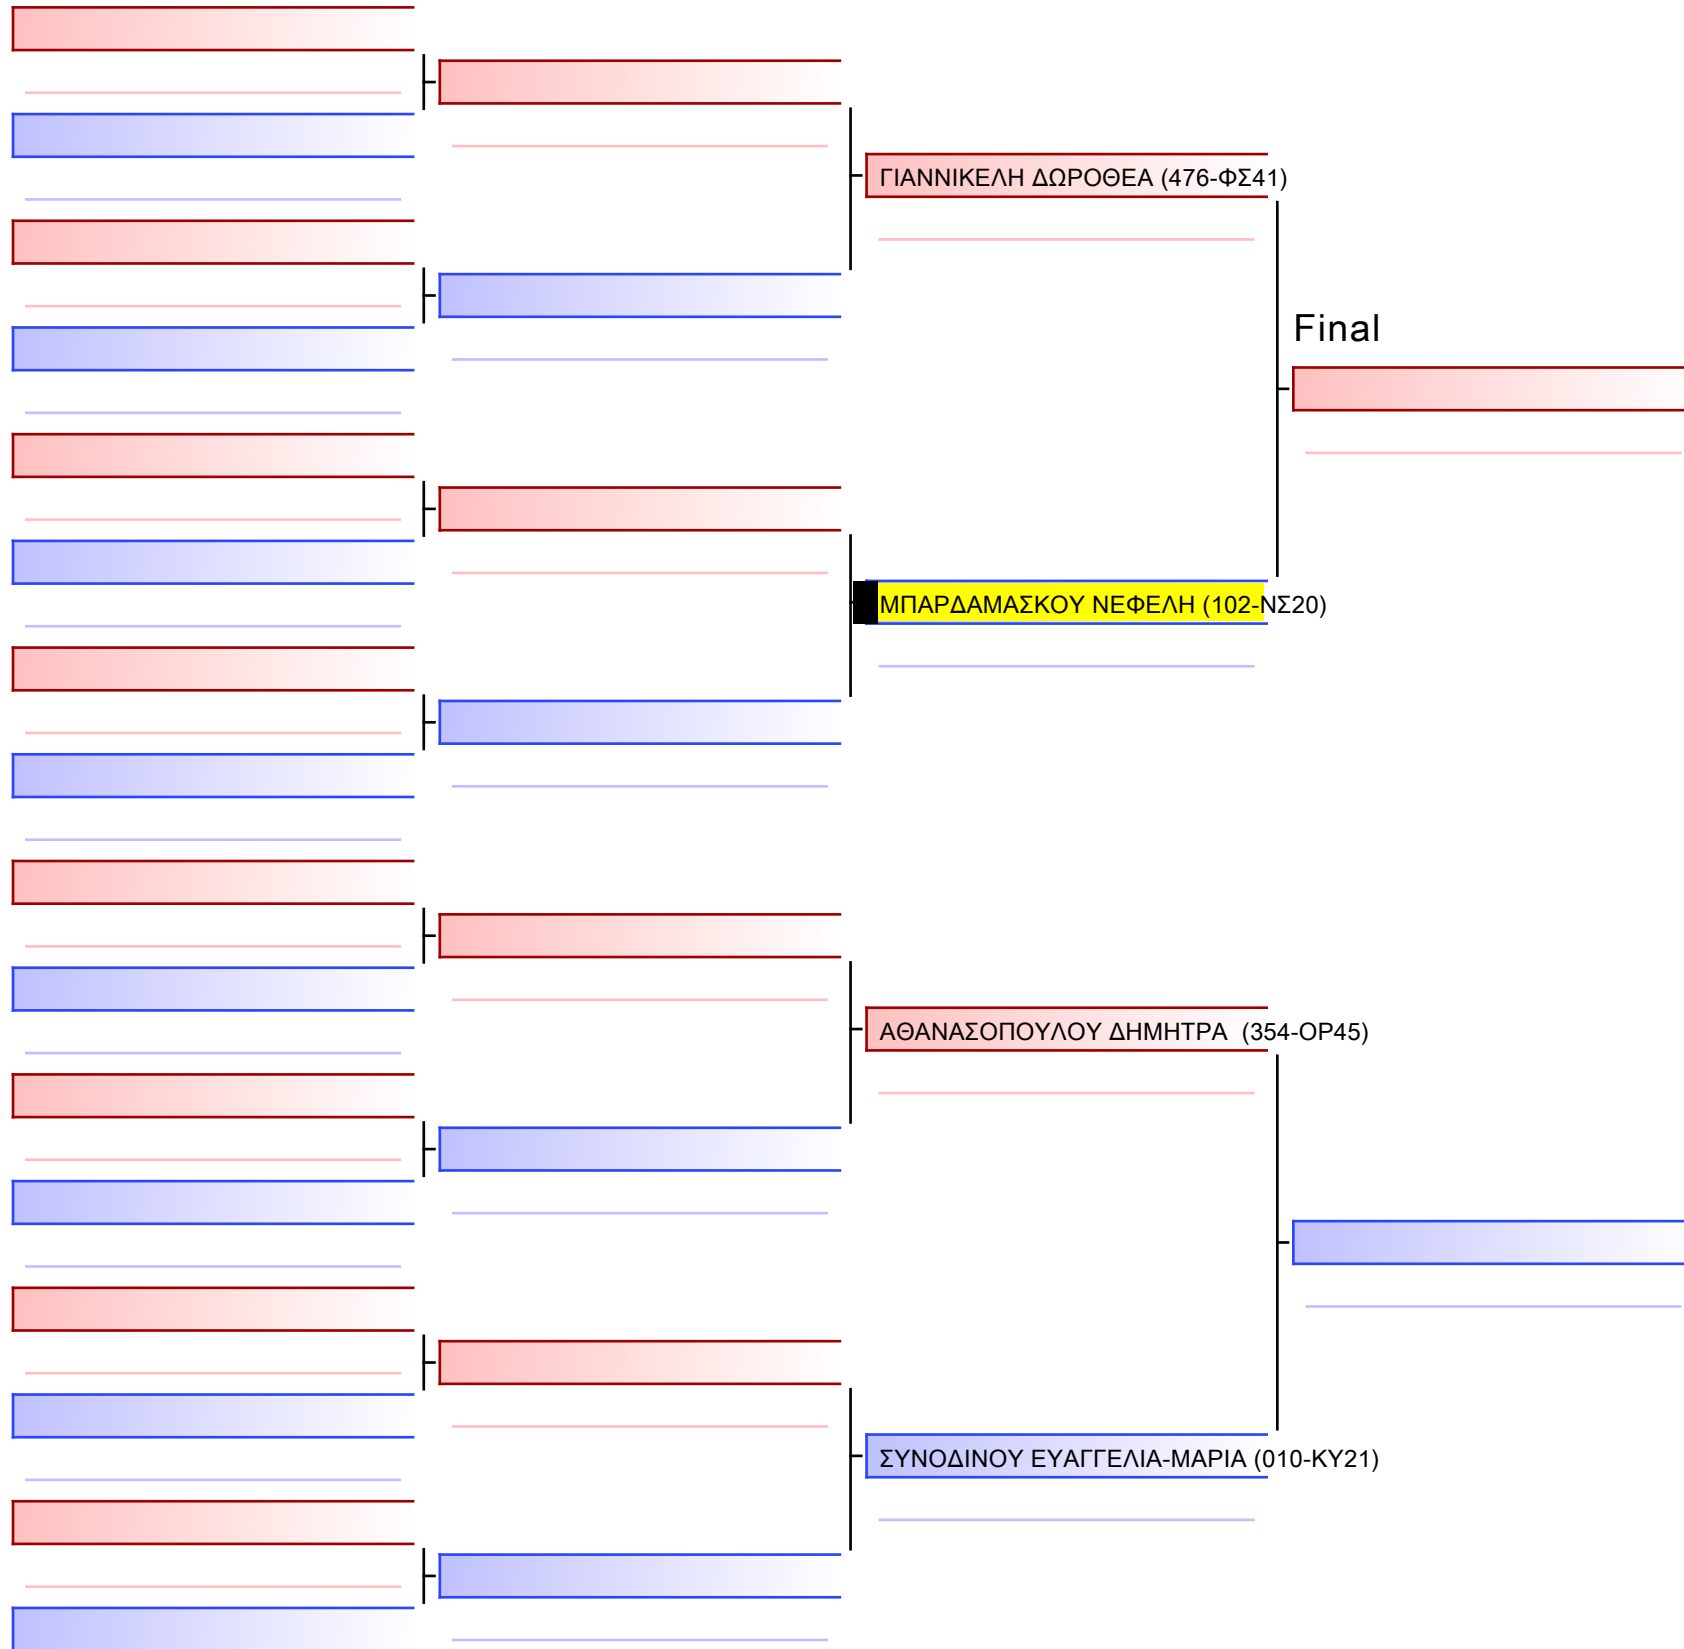 ΓΙΑΝΝΙΚΕΛΗ ΔΩΡΟΘΕΑ (476-ΦΣ41)
Final
ΜΠΑΡΔΑΜΑΣΚΟΥ ΝΕΦΕΛΗ (102-ΝΣ20)
ΑΘΑΝΑΣΟΠΟΥΛΟΥ ΔΗΜΗΤΡΑ  (354-ΟΡ45)
ΣΥΝΟΔΙΝΟΥ ΕΥΑΓΓΕΛΙΑ-ΜΑΡΙΑ (010-ΚΥ21)